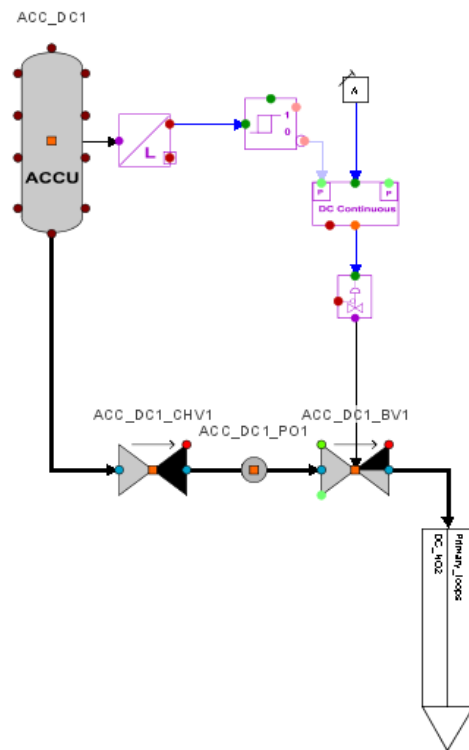 ACC_DC1
ACCU
L
1
0
A
P
P
DC Continuous
ACC_DC1_CHV1
ACC_DC1_PO1
ACC_DC1_BV1
Primary_loops
DC_HO2